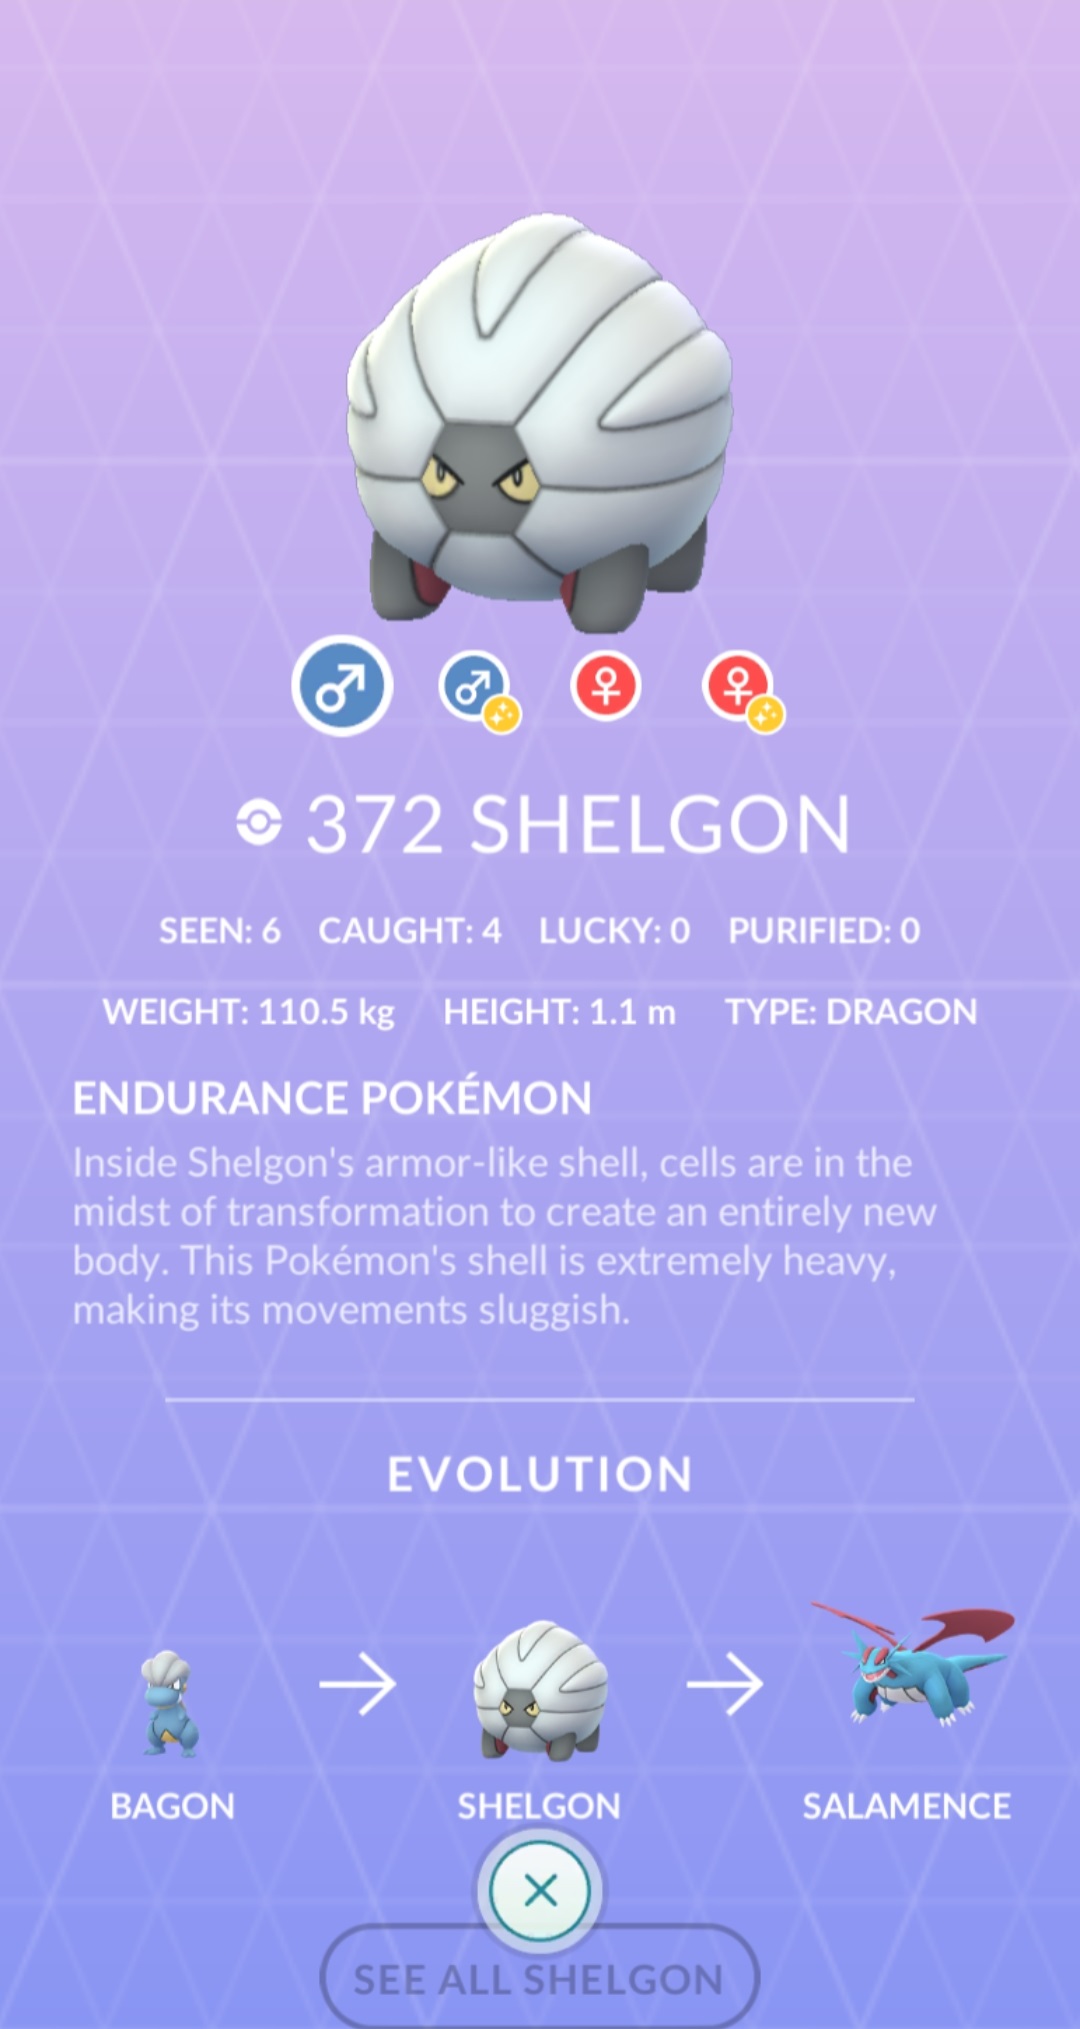 372 SHELGON
SEEN: 6 CAUGHT: 4 LUCKY: 0 PURIFIED: 0
WEIGHT: 110.5 kg HEIGHT: 1.1 m TYPE: DRAGON
ENDURANCE POKÉMON
Inside Shelgon's armor-like shell, cells are in the
midst of transformation to create an entirely new
body. This Pokémon's shell is extremely heavy,
making its movements sluggish.
EVOLUTION
BAGON SHELGON SALAMENCE
SEE ALL SHELGON